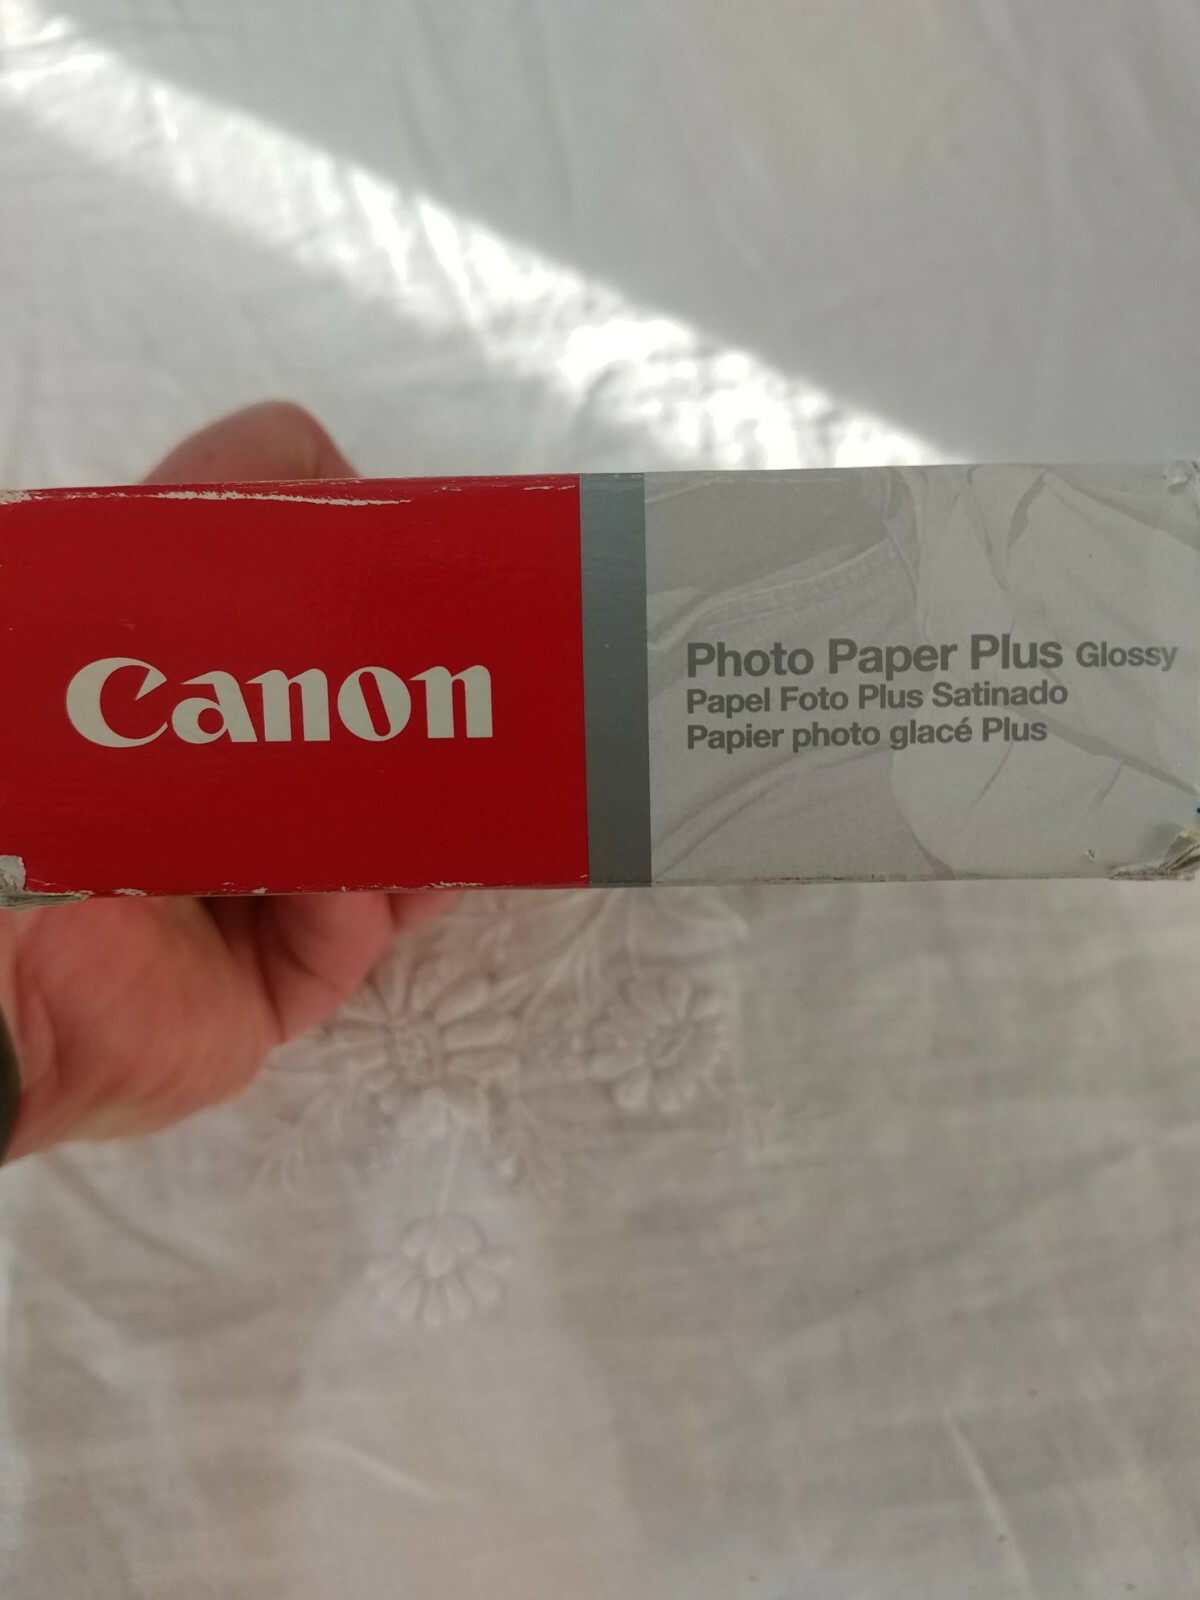 Canon
Photo Paper Plus Glossy
Papel Foto Plus Satinado
Papier photo glacé Plus